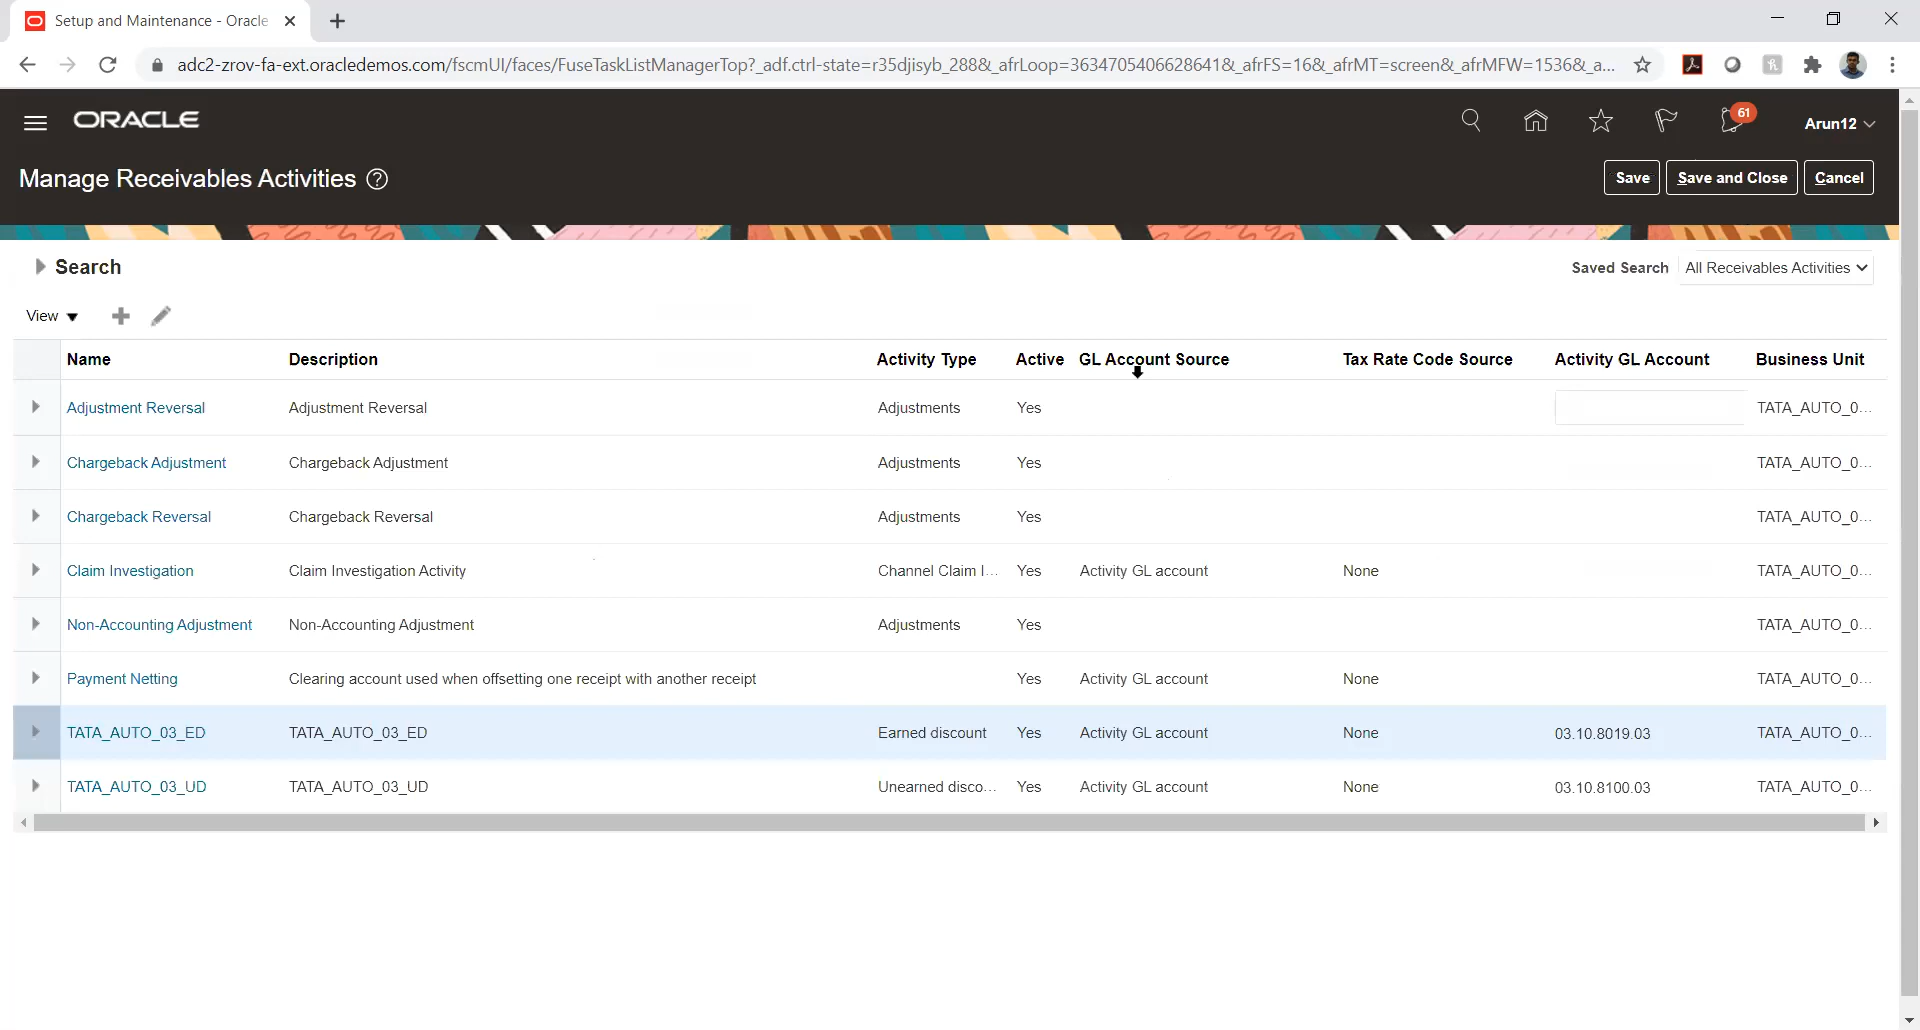 Setup and Maintenance - Oracle
adc2-zrov-fa-ext.oracledemos.com/fscmUI/faces/FuseTaskListManagerTop?_adf.ctrl-state=r35djisyb_288&_afrLoop=3634705406628641&_afrFS=16&_afrMT=screen&_afrMFW=1536&_a...
ORACLE
61
Arun12
Manage Receivables Activities ?
Save Save and Close Cancel
Search
Saved Search All Receivables Activities
View
Name Description Activity Type Active GL Account Source Tax Rate Code Source Activity GL Account Business Unit
Adjustment Reversal Adjustment Reversal Adjustments Yes TATA_AUTO_0...
Chargeback Adjustment Chargeback Adjustment Adjustments Yes TATA_AUTO_0...
Chargeback Reversal Chargeback Reversal Adjustments Yes TATA_AUTO_0...
Claim Investigation Claim Investigation Activity Channel Claim I... Yes Activity GL account None TATA_AUTO_0...
Non-Accounting Adjustment Non-Accounting Adjustment Adjustments Yes TATA_AUTO_0...
Payment Netting Clearing account used when offsetting one receipt with another receipt Yes Activity GL account None TATA_AUTO_0...
TATA_AUTO_03_ED TATA_AUTO_03_ED Earned discount Yes Activity GL account None 03.10.8019.03 TATA_AUTO_0...
TATA_AUTO_03_UD TATA_AUTO_03_UD Unearned disco... Yes Activity GL account None 03.10.8100.03 TATA_AUTO_0...